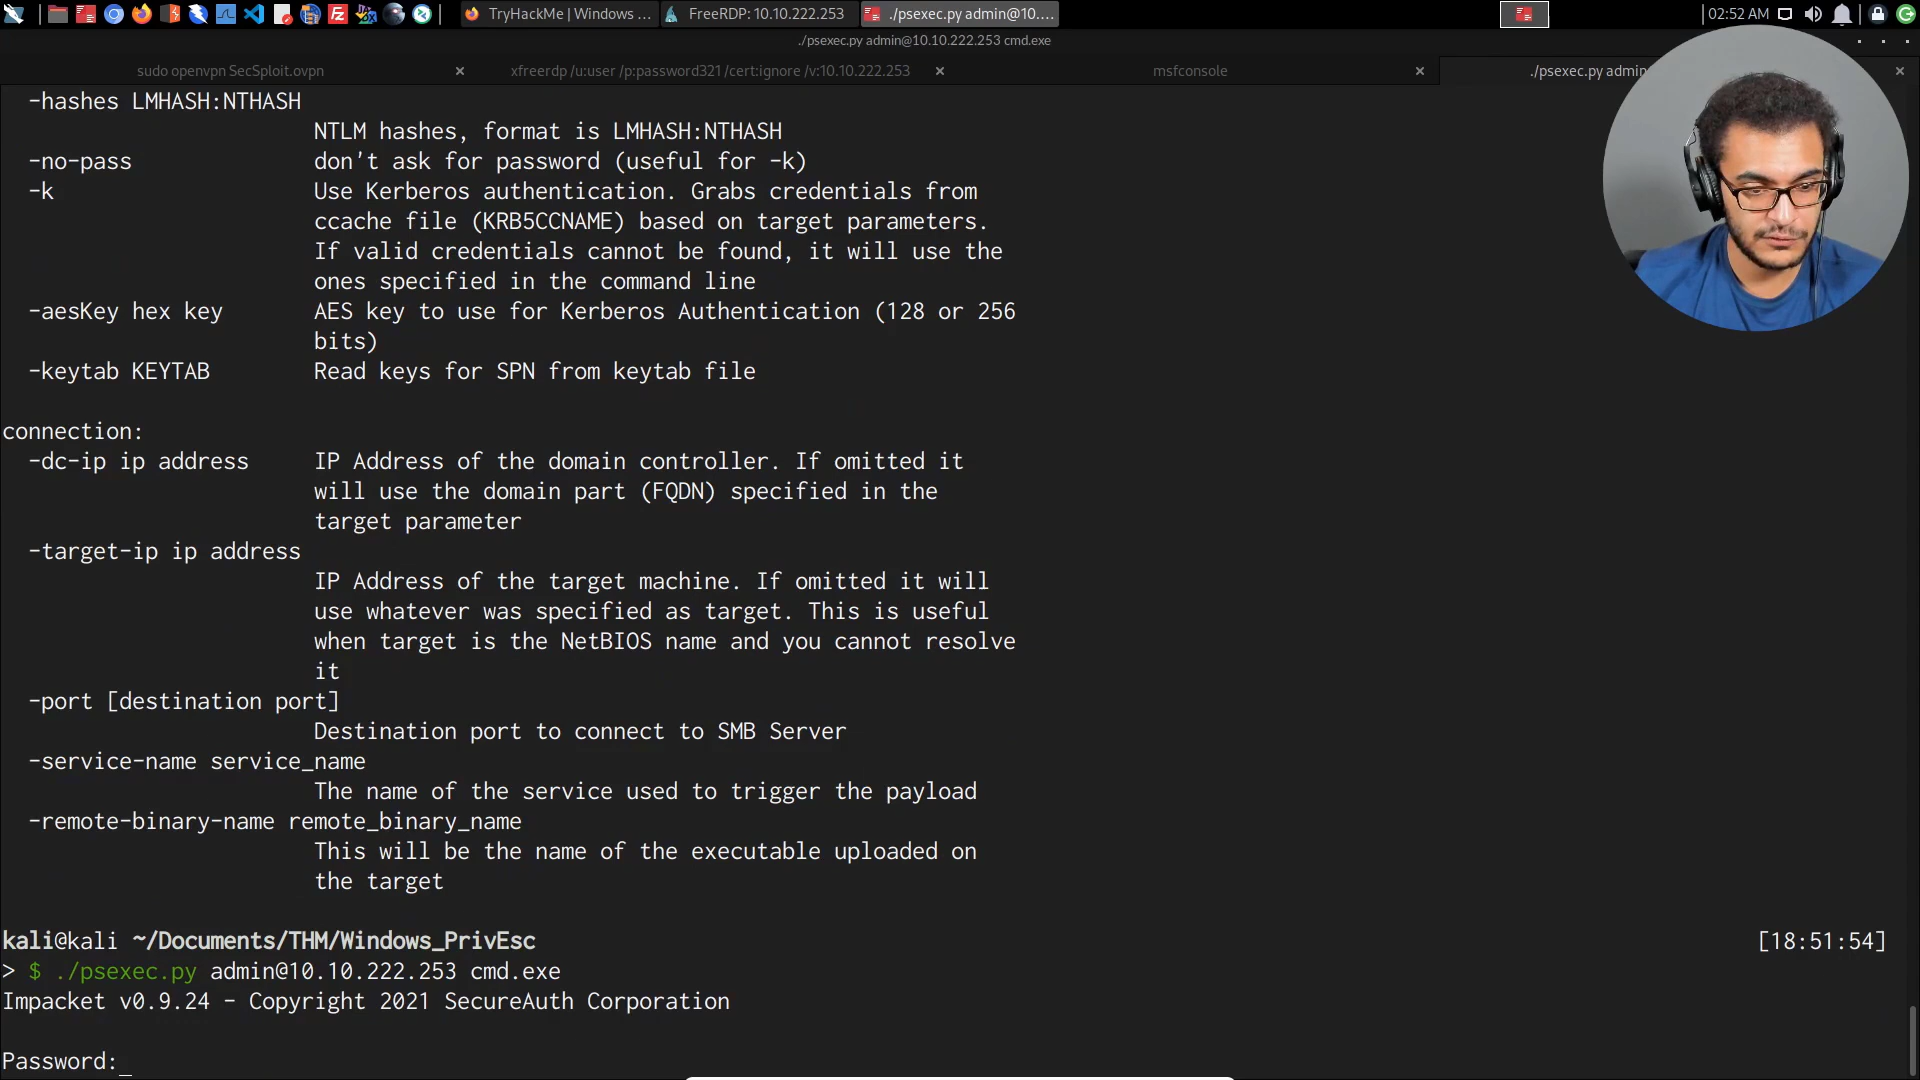 02:52 AM
TryHackMe | Windows ...
FreeRDP: 10.10.222.253
./psexec.py admin@10....
./psexec.py admin@10.10.222.253 cmd.exe
sudo openvpn SecSploit.ovpn
xfreerdp /u:user /p:password321 /cert:ignore /v:10.10.222.253
msfconsole
./psexec.py admin
-hashes LMHASH:NTHASH
NTLM hashes, format is LMHASH:NTHASH
-no-pass don't ask for password (useful for -k)
-k Use Kerberos authentication. Grabs credentials from
ccache file (KRB5CCNAME) based on target parameters.
If valid credentials cannot be found, it will use the
ones specified in the command line
-aesKey hex key AES key to use for Kerberos Authentication (128 or 256
bits)
-keytab KEYTAB Read keys for SPN from keytab file
connection:
-dc-ip ip address IP Address of the domain controller. If omitted it
will use the domain part (FQDN) specified in the
target parameter
-target-ip ip address
IP Address of the target machine. If omitted it will
use whatever was specified as target. This is useful
when target is the NetBIOS name and you cannot resolve
it
-port [destination port]
Destination port to connect to SMB Server
-service-name service_name
The name of the service used to trigger the payload
-remote-binary-name remote_binary_name
This will be the name of the executable uploaded on
the target
kali@kali ~/Documents/THM/Windows_PrivEsc [18:51:54]
> $ ./psexec.py admin@10.10.222.253 cmd.exe
Impacket v0.9.24 - Copyright 2021 SecureAuth Corporation
Password: